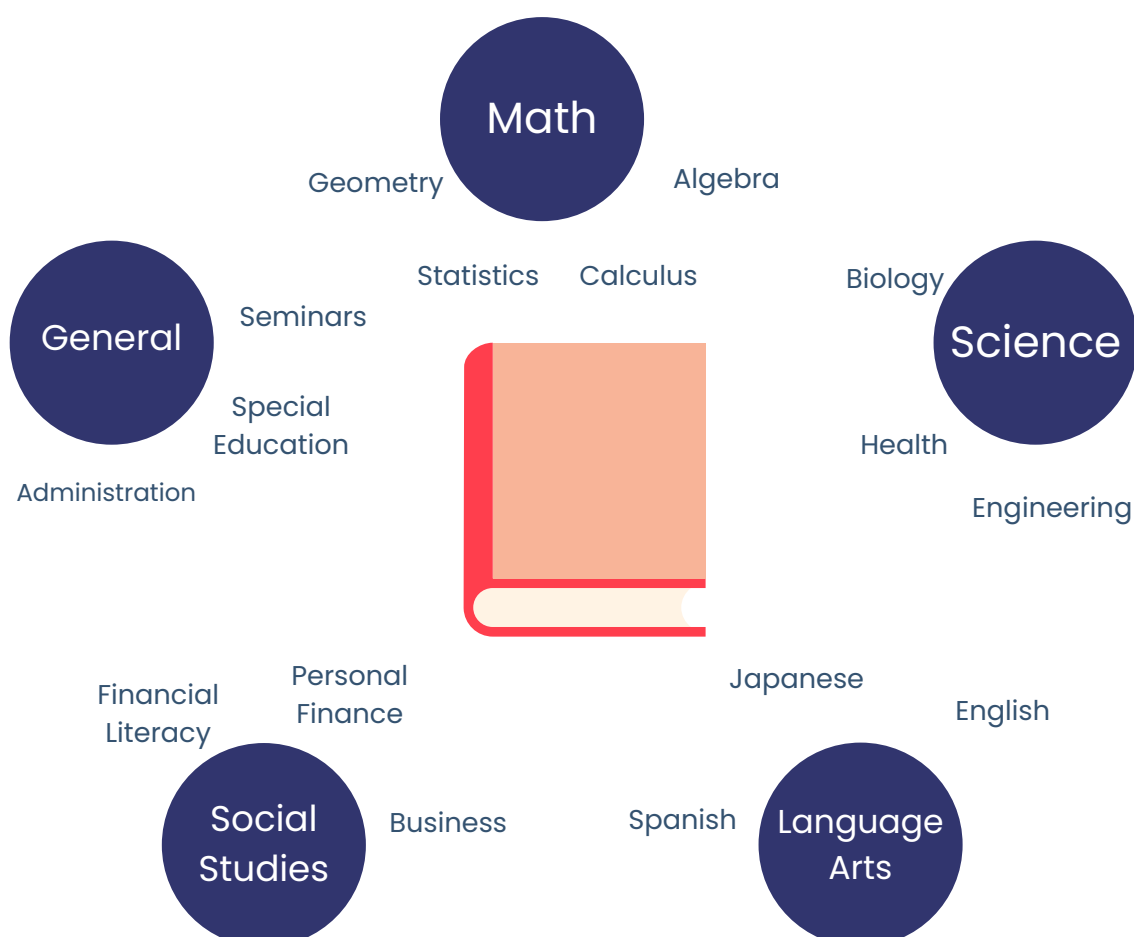 Math
Geometry
Algebra
Statistics
Calculus
General
Seminars
Special
Education
Administration
Biology
Science
Health
Engineering
Financial
Literacy
Personal
Finance
Social
Studies
Business
Japanese
English
Spanish
Language
Arts